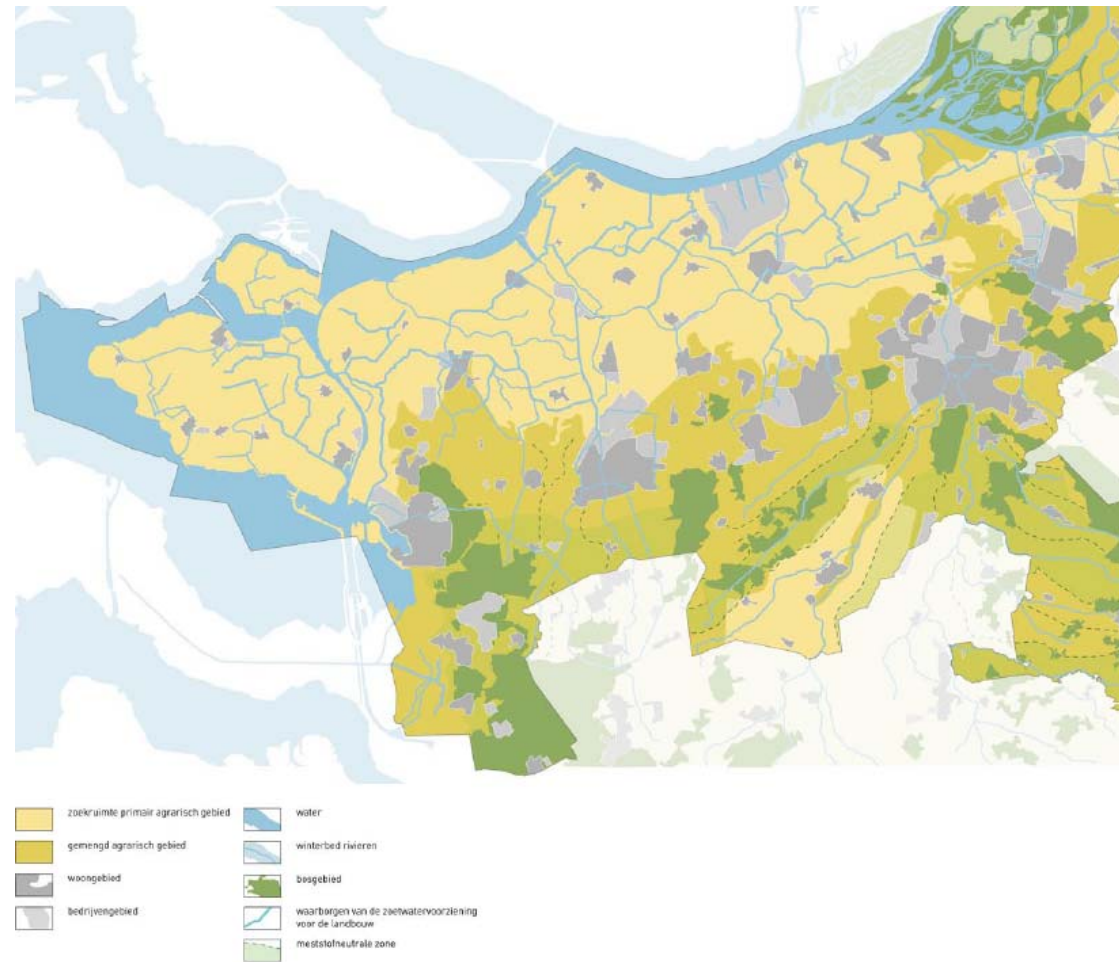 zoekruimte primair agrarisch gebied
gemengd agrarisch gebied
woongebied
bedrijvengebied
water
winterbed rivieren
bosgebied
waarborgen van de zoetwatervoorziening
voor de landbouw
meststofneutrale zone